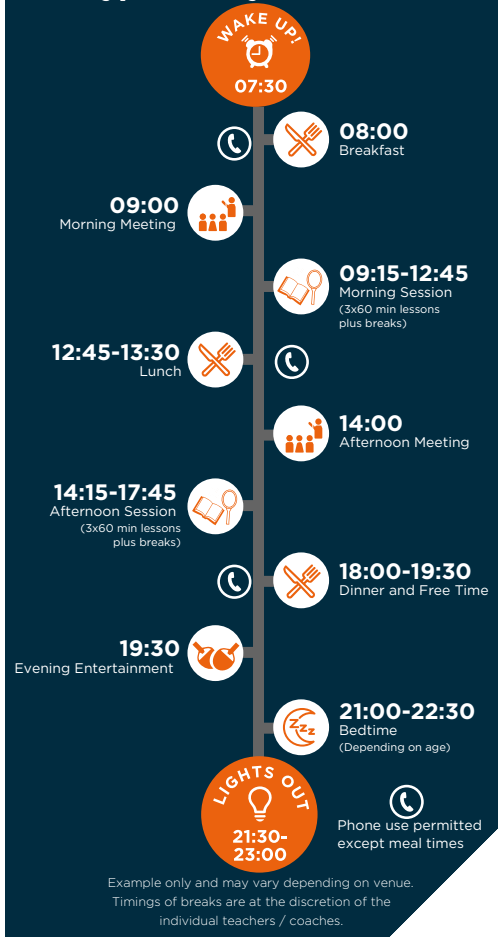 WAKE UP!
07:30
08:00
Breakfast
09:00
Morning Meeting
09:15-12:45
Morning Session
(3x60 min lessons
plus breaks)
12:45-13:30
Lunch
14:00
Afternoon Meeting
14:15-17:45
Afternoon Session
(3x60 min lessons
plus breaks)
18:00-19:30
Dinner and Free Time
19:30
Evening Entertainment
21:00-22:30
Bedtime
(Depending on age)
LIGHTS OUT
21:30-
23:00
Phone use permitted
except meal times
Example only and may vary depending on venue.
Timings of breaks are at the discretion of the
individual teachers / coaches.